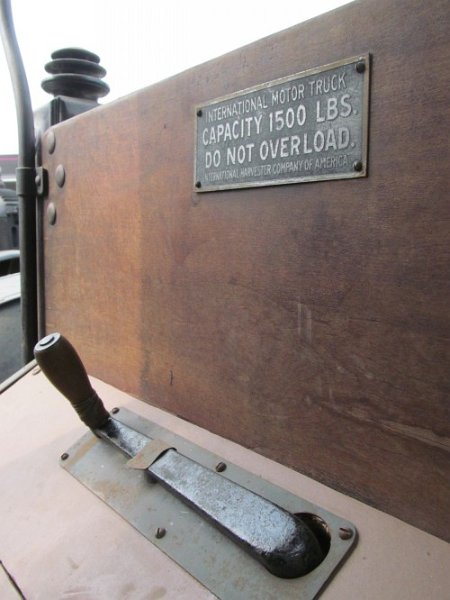 INTERNATIONAL MOTOR TRUCK
CAPACITY 1500 LBS.
DO NOT OVERLOAD.
INTERNATIONAL HARVESTER COMPANY OF AMERICA